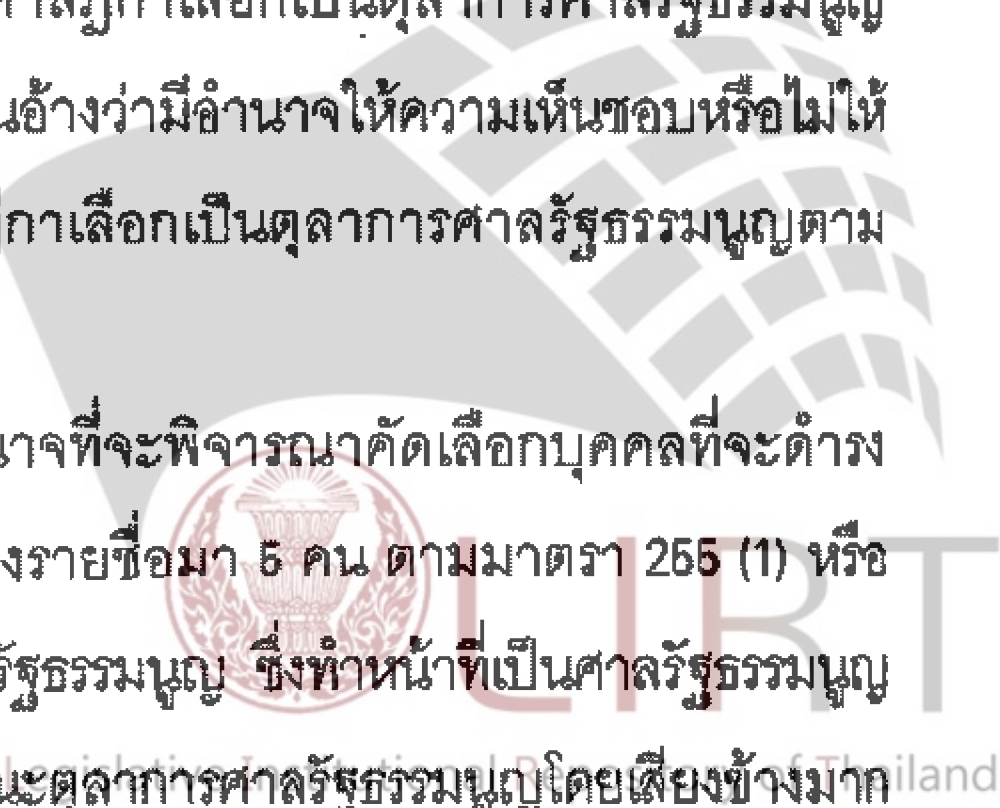 ศาลฎีกาเลือกเป็นตุลาการศาลรัฐธรรมนูญ
นอ้างว่ามีอำนาจให้ความเห็นชอบหรือไม่ให้
ฎีกาเลือกเป็นตุลาการศาลรัฐธรรมนูญตาม
นาจที่จะพิจารณาคัดเลือกบุคคลที่จะดำรง
งรายชื่อมา 5 คน ตามมาตรา 255 (1) หรือ
รัฐธรรมนูญ ซึ่งทำหน้าที่เป็นศาลรัฐธรรมนูญ
ณะตุลาการศาลรัฐธรรมนูญโดยเสียงข้างมาก
LIRT
Legislative Institutional Repository of Thailand